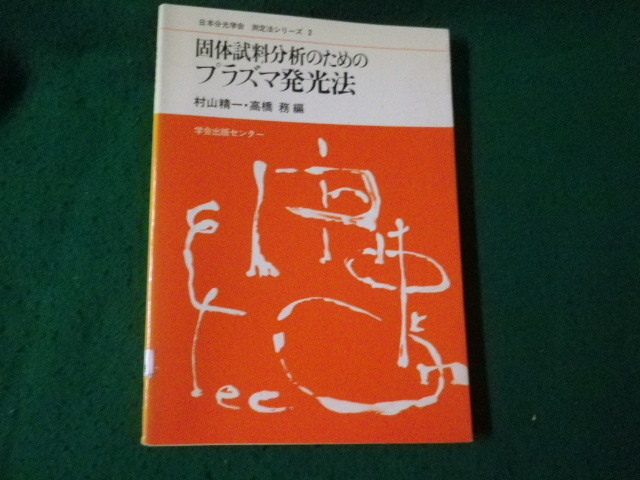 日本分光学会 測定法シリーズ 2
固体試料分析のための
プラズマ発光法
村山精一・高橋 務 編
学会出版センター